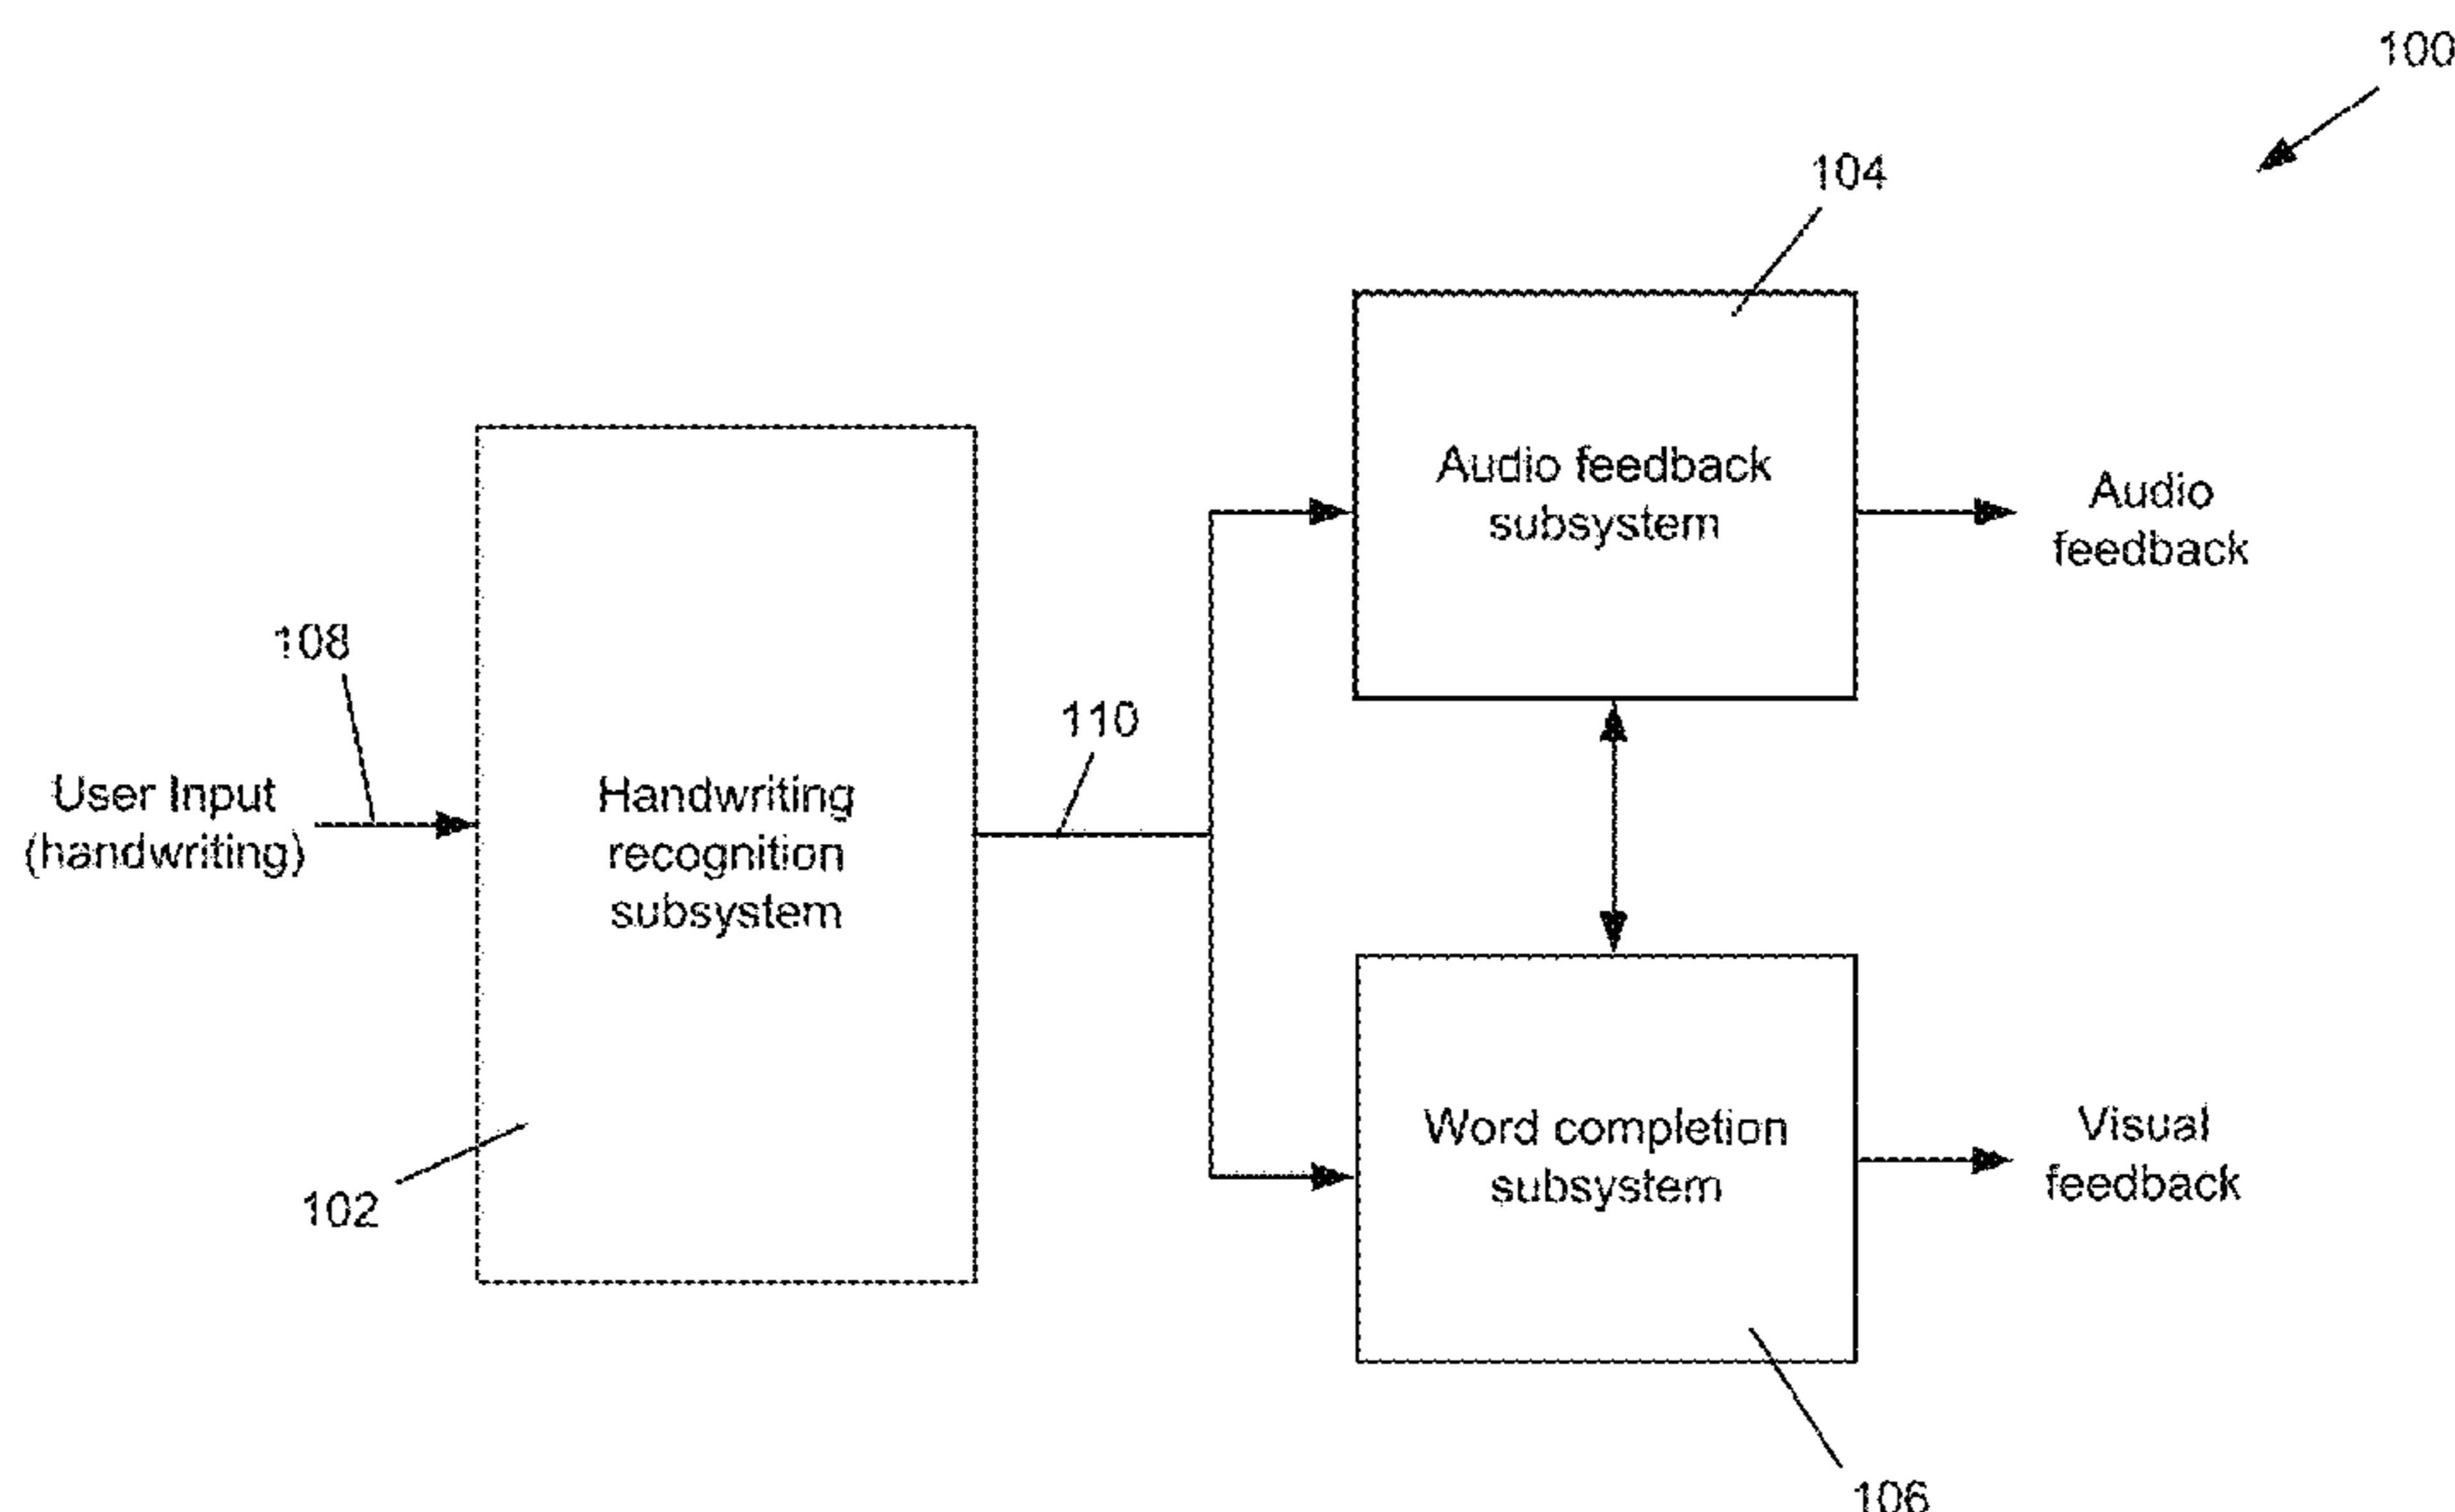 100
104
Audio feedback
subsystem
Audio
feedback
108
110
User Input
(handwriting)
Handwriting
recognition
subsystem
102
Word completion
subsystem
Visual
feedback
106